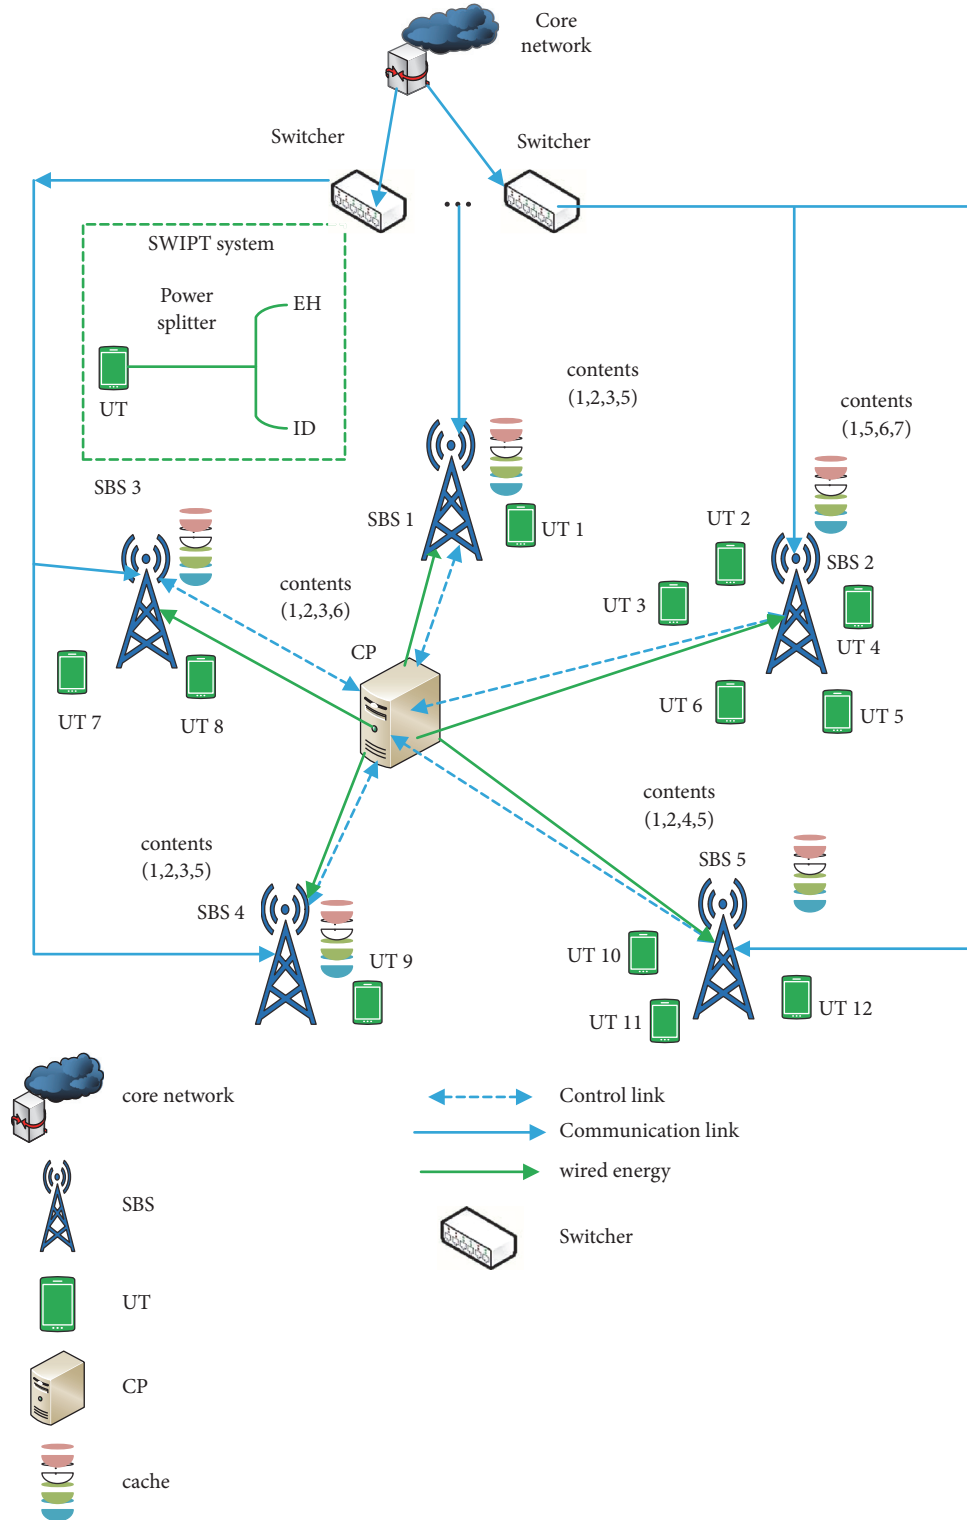 Core
network
Switcher
Switcher
...
SWIPT system
Power
splitter
EH
UT
ID
contents
(1,2,3,5)
contents
(1,5,6,7)
SBS 3
SBS 1
UT 1
UT 2
SBS 2
contents
(1,2,3,6)
UT 3
UT 4
CP
UT 7
UT 8
UT 6
UT 5
contents
(1,2,4,5)
contents
(1,2,3,5)
SBS 5
SBS 4
UT 9
UT 10
UT 11
UT 12
core network
Control link
Communication link
wired energy
SBS
Switcher
UT
CP
cache